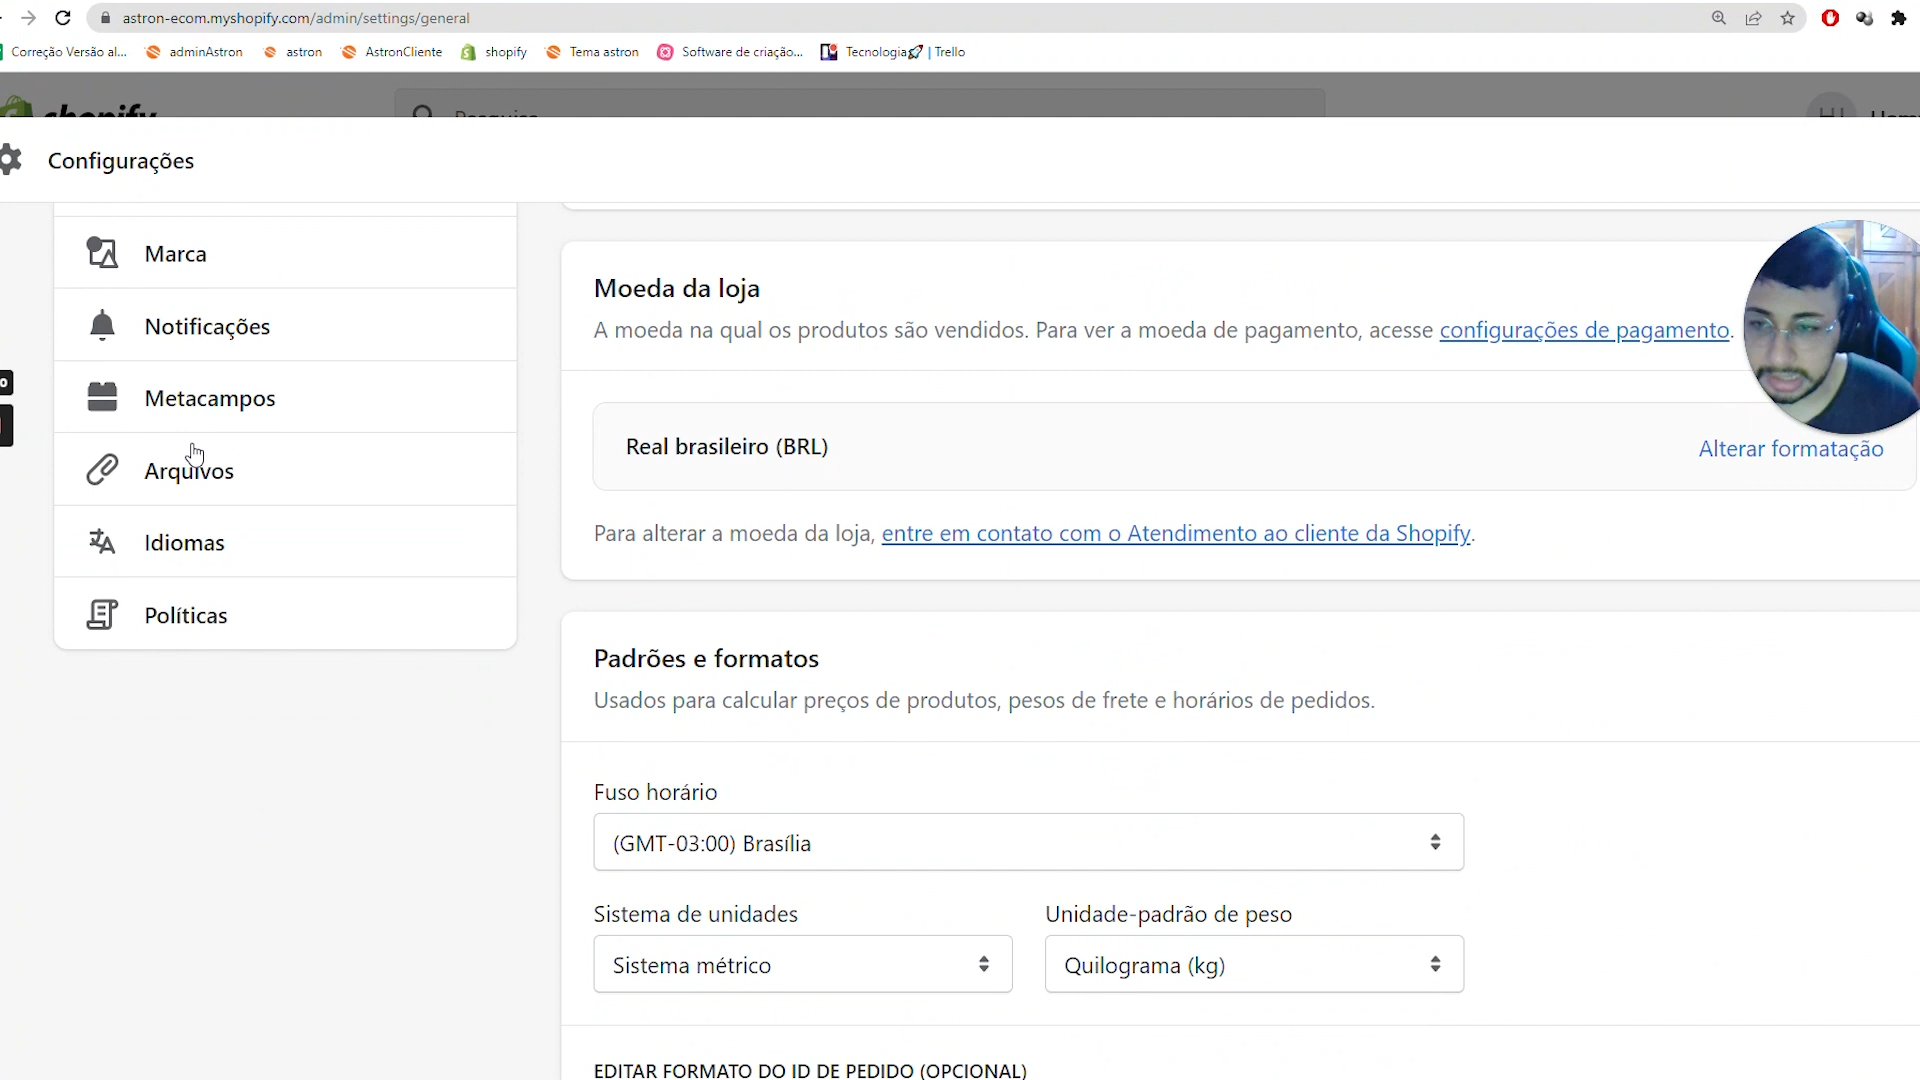 astron-ecom.myshopify.com/admin/settings/general
Correção Versão al... adminAstron astron AstronCliente shopify Tema astron Software de criação... Tecnologia🚀 | Trello
shopify Pesquisa
Configurações
Marca
Notificações
Metacampos
Arquivos
Idiomas
Políticas
Moeda da loja
A moeda na qual os produtos são vendidos. Para ver a moeda de pagamento, acesse configurações de pagamento.
Real brasileiro (BRL)
Alterar formatação
Para alterar a moeda da loja, entre em contato com o Atendimento ao cliente da Shopify.
Padrões e formatos
Usados para calcular preços de produtos, pesos de frete e horários de pedidos.
Fuso horário
(GMT-03:00) Brasília
Sistema de unidades Unidade-padrão de peso
Sistema métrico Quilograma (kg)
EDITAR FORMATO DO ID DE PEDIDO (OPCIONAL)